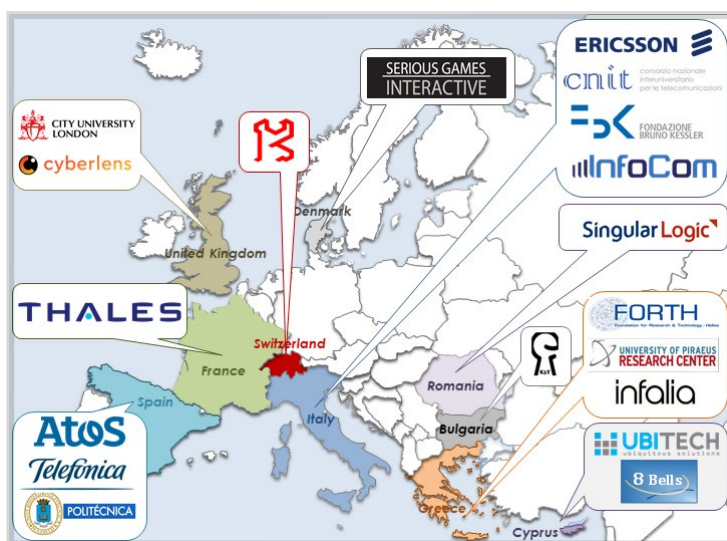 ERICSSON
cnit
consorzio nazionale
interuniversitario
per le telecomunicazioni
FBK
FONDAZIONE
BRUNO KESSLER
InfoCom
SERIOUS GAMES
INTERACTIVE
CITY UNIVERSITY
LONDON
cyberlens
Denmark
United Kingdom
SingularLogic
THALES
Switzerland
France
Romania
FORTH
Foundation for Research & Technology - Hellas
UNIVERSITY OF PIRAEUS
RESEARCH CENTER
infalia
Spain
Italy
Bulgaria
Atos
Telefónica
POLITÉCNICA
UBITECH
ubiquitous solutions
8 Bells
Greece
Cyprus